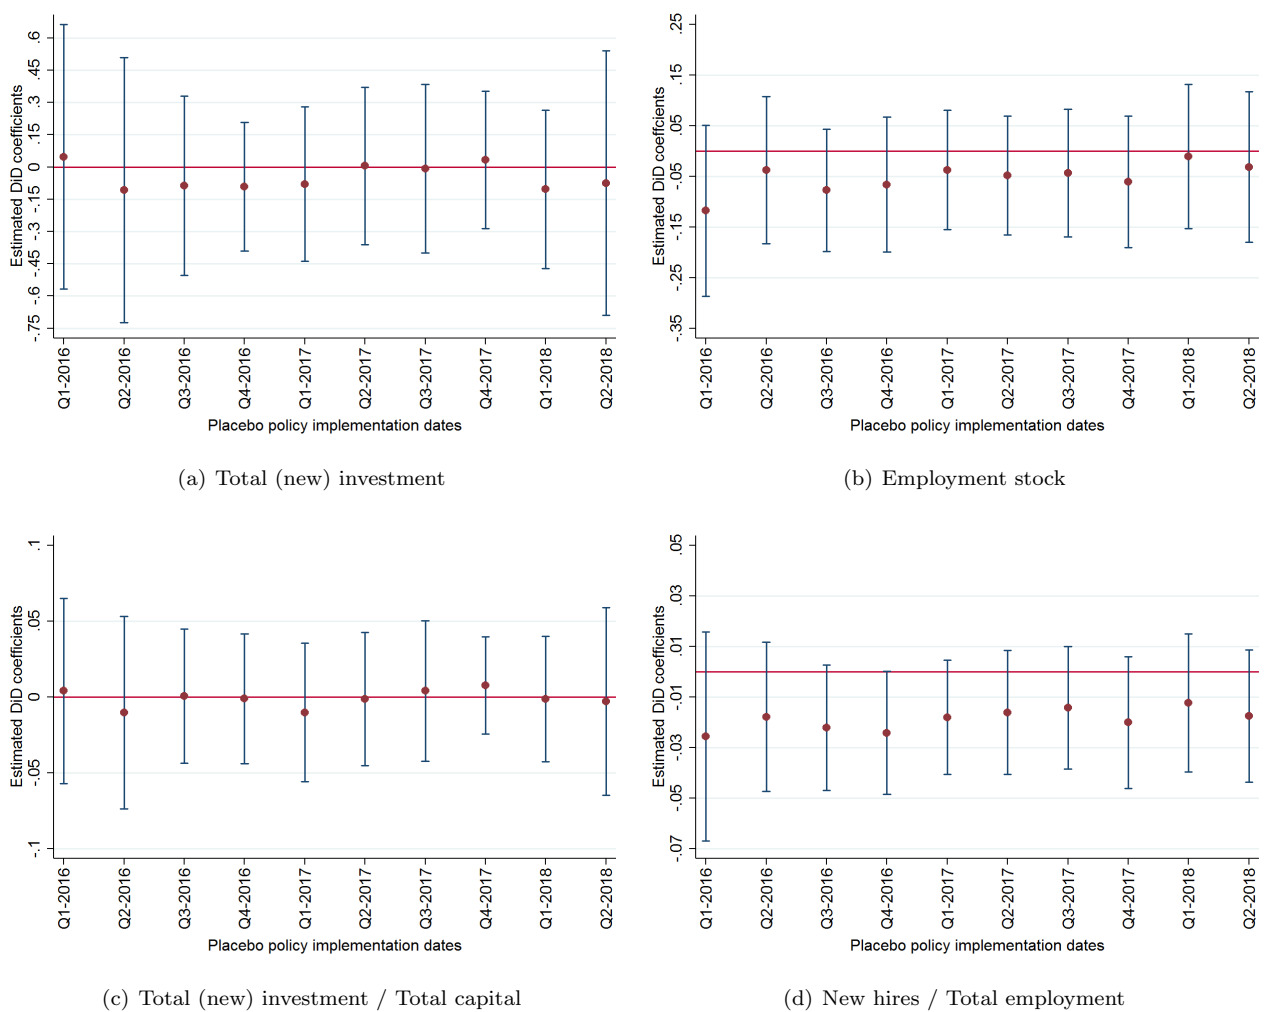 Estimated DiD coefficients
.6
.45
.3
.15
0
-.15
-.3
-.45
-.6
-.75
Q1-2016
Q2-2016
Q3-2016
Q4-2016
Q1-2017
Q2-2017
Q3-2017
Q4-2017
Q1-2018
Q2-2018
Placebo policy implementation dates
(a) Total (new) investment
Estimated DiD coeffcients
.25
.15
.05
-.05
-.15
-.25
-.35
Q1-2016
Q2-2016
Q3-2016
Q4-2016
Q1-2017
Q2-2017
Q3-2017
Q4-2017
Q1-2018
Q2-2018
Placebo policy implementation dates
(b) Employment stock
Estimated DiD coefficients
.1
.05
0
-.05
-.1
Q1-2016
Q2-2016
Q3-2016
Q4-2016
Q1-2017
Q2-2017
Q3-2017
Q4-2017
Q1-2018
Q2-2018
Placebo policy implementation dates
(c) Total (new) investment / Total capital
Estimated DiD coeffcients
.05
.03
.01
-.01
-.03
-.05
-.07
Q1-2016
Q2-2016
Q3-2016
Q4-2016
Q1-2017
Q2-2017
Q3-2017
Q4-2017
Q1-2018
Q2-2018
Placebo policy implementation dates
(d) New hires / Total employment